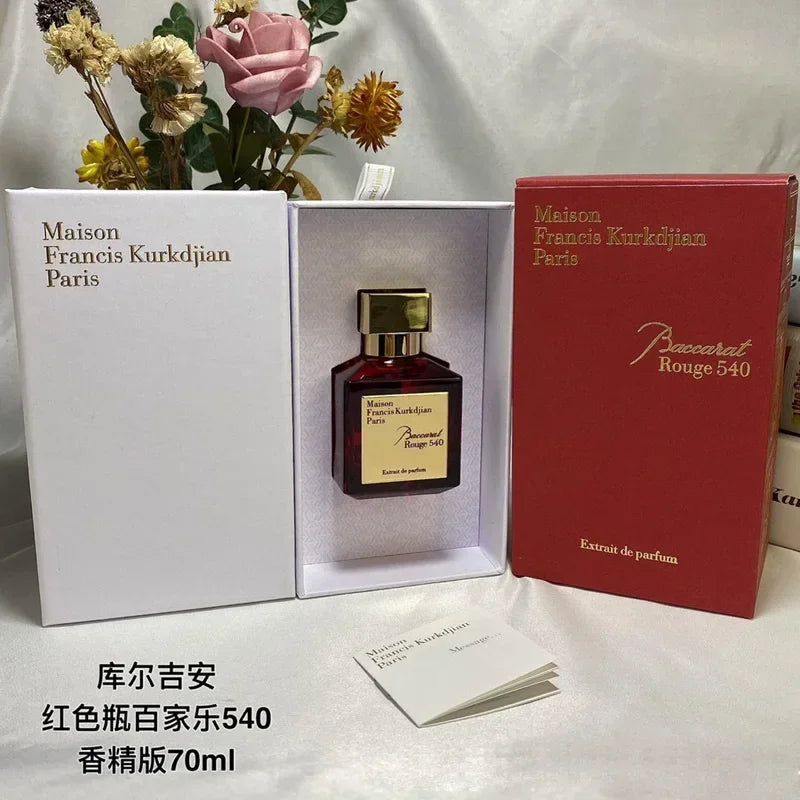 Maison
Francis Kurkdjian
Paris
Maison
Francis Kurkdjian
Paris
Baccarat
Rouge 540
Extrait de parfum
Maison
Francis Kurkdjian
Paris
Baccarat
Rouge 540
Extrait de parfum
Maison
Francis Kurkdjian
Paris
Message...
库尔吉安
红色瓶百家乐540
香精版70ml